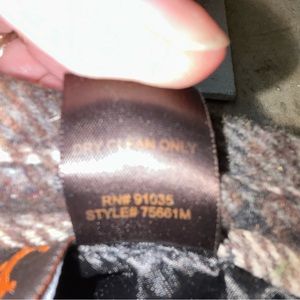 DRY CLEAN ONLY
RN# 91035
STYLE# 75661M